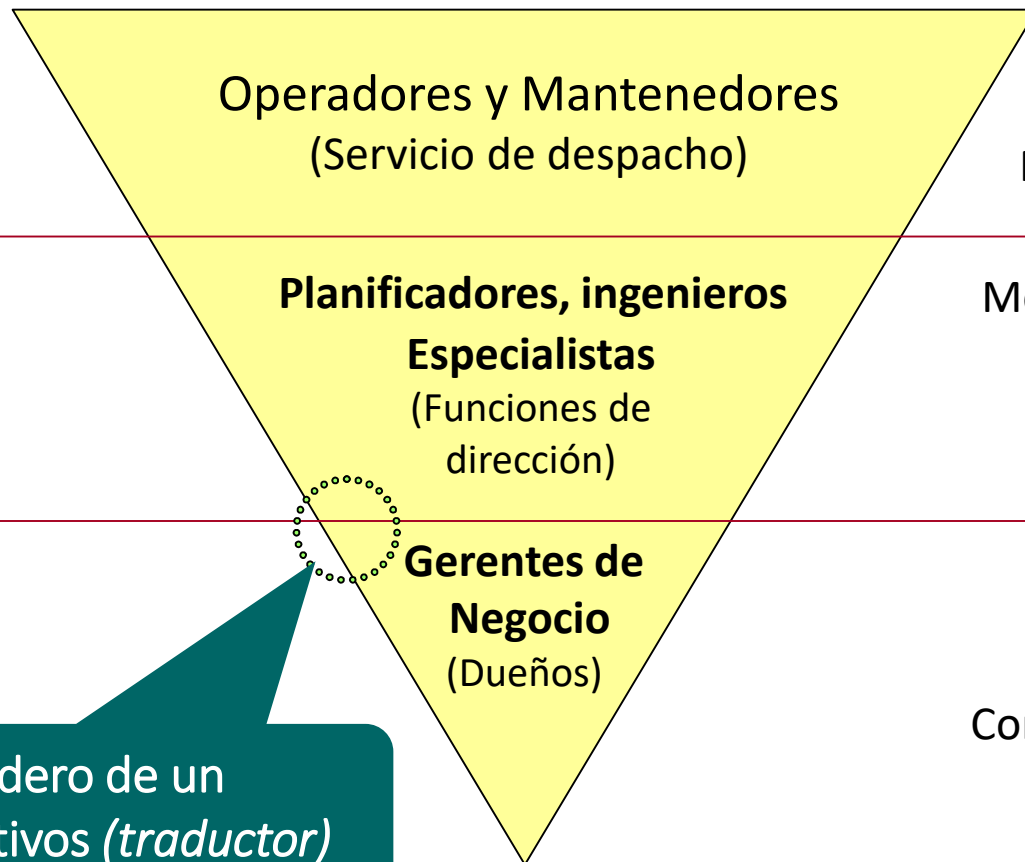 Operadores y Mantenedores
(Servicio de despacho)
Planificadores, ingenieros
Especialistas
(Funciones de
dirección)
Gerentes de
Negocio
(Dueños)
dero de un
tivos (traductor)